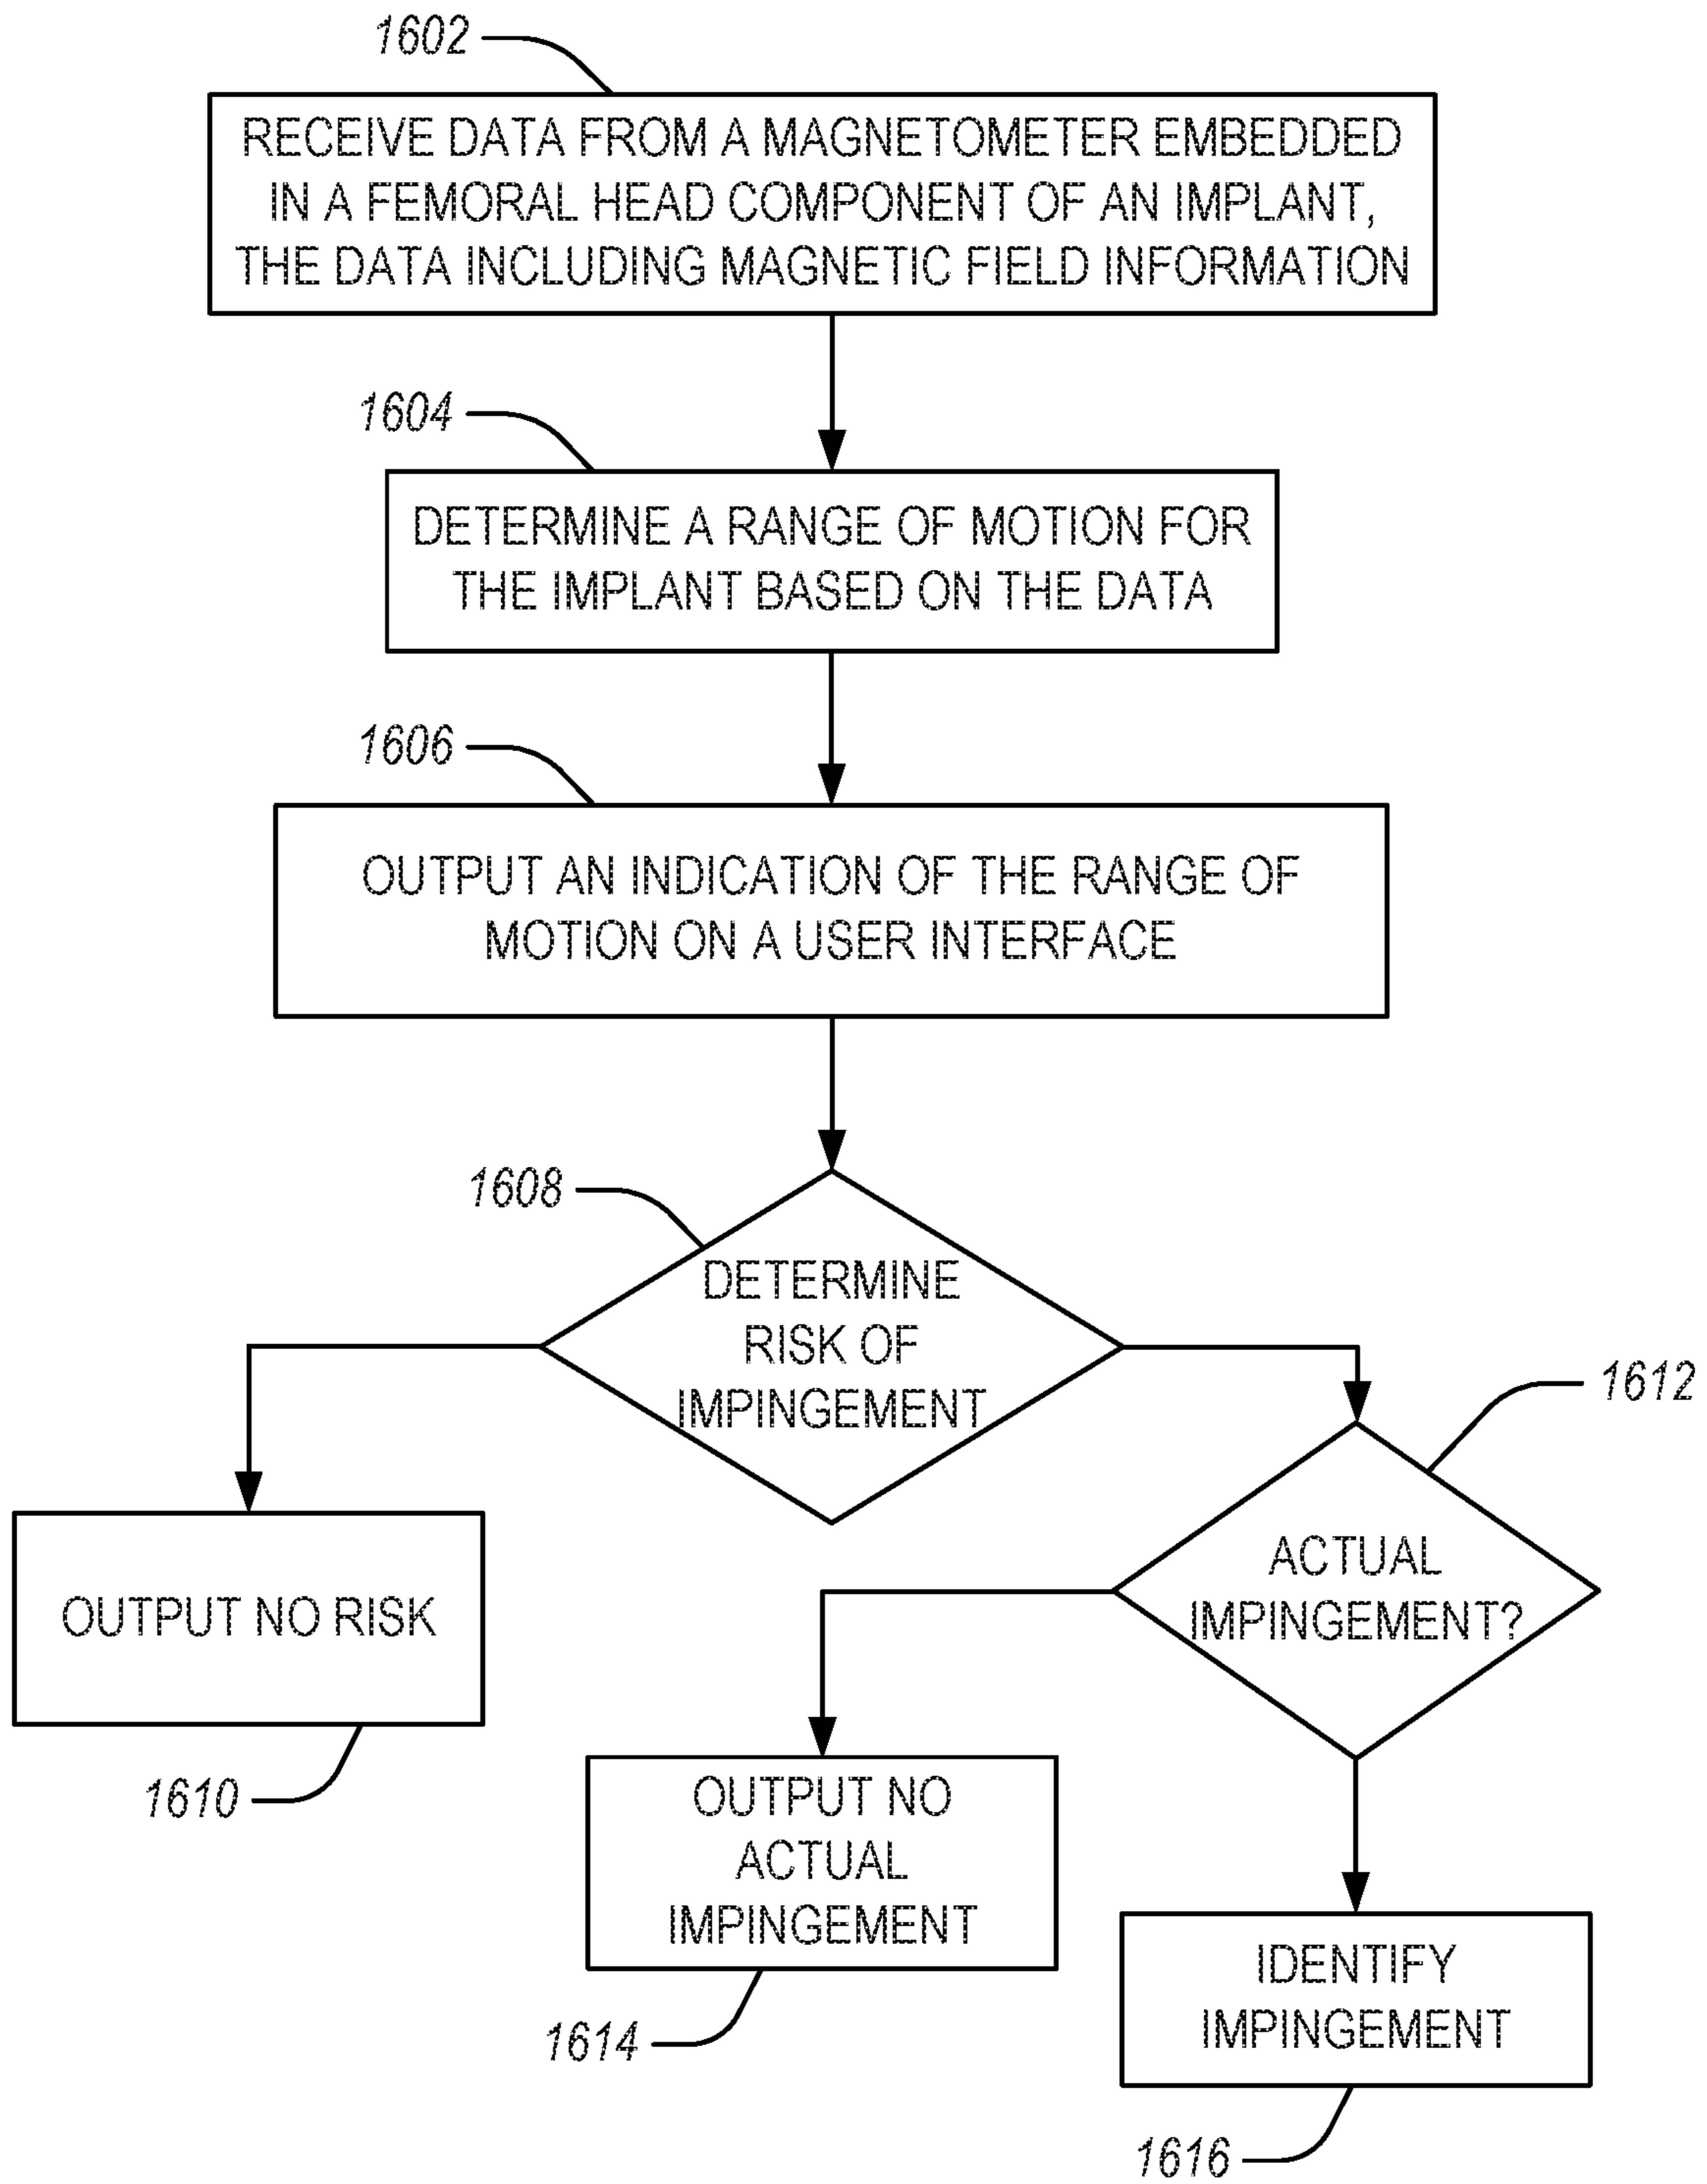 1602
RECEIVE DATA FROM A MAGNETOMETER EMBEDDED
IN A FEMORAL HEAD COMPONENT OF AN IMPLANT,
THE DATA INCLUDING MAGNETIC FIELD INFORMATION
1604
DETERMINE A RANGE OF MOTION FOR
THE IMPLANT BASED ON THE DATA
1606
OUTPUT AN INDICATION OF THE RANGE OF
MOTION ON A USER INTERFACE
1608
DETERMINE
RISK OF
IMPINGEMENT
1612
ACTUAL
IMPINGEMENT?
OUTPUT NO RISK
1610
OUTPUT NO
ACTUAL
IMPINGEMENT
1614
IDENTIFY
IMPINGEMENT
1616